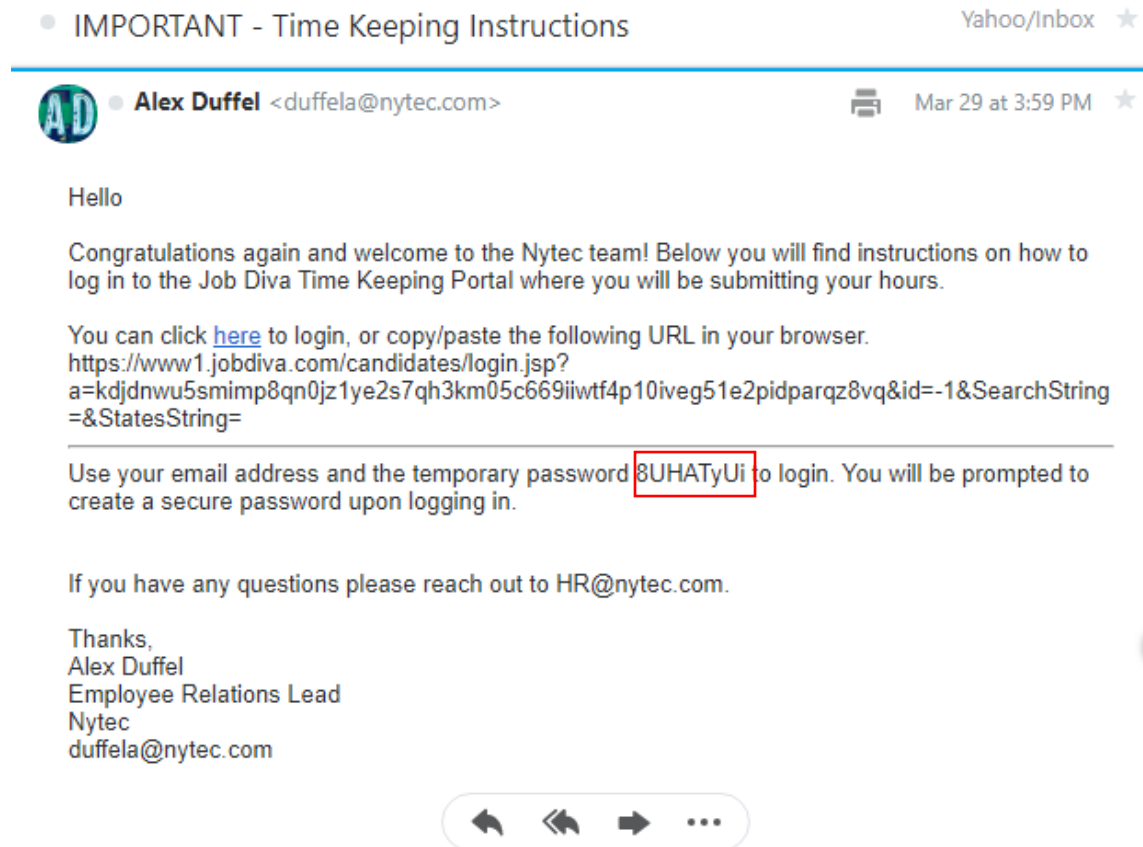 IMPORTANT - Time Keeping Instructions
Yahoo/Inbox
AD
Alex Duffel <duffela@nytec.com>
Mar 29 at 3:59 PM
Hello
Congratulations again and welcome to the Nytec team! Below you will find instructions on how to
log in to the Job Diva Time Keeping Portal where you will be submitting your hours.
You can click here to login, or copy/paste the following URL in your browser.
https://www1.jobdiva.com/candidates/login.jsp?
a=kdjdnwu5smimp8qn0jz1ye2s7qh3km05c669iiwtf4p10iveg51e2pidparqz8vq&id=-1&SearchString
=&StatesString=
Use your email address and the temporary password 8UHATyUi to login. You will be prompted to
create a secure password upon logging in.
If you have any questions please reach out to HR@nytec.com.
Thanks,
Alex Duffel
Employee Relations Lead
Nytec
duffela@nytec.com